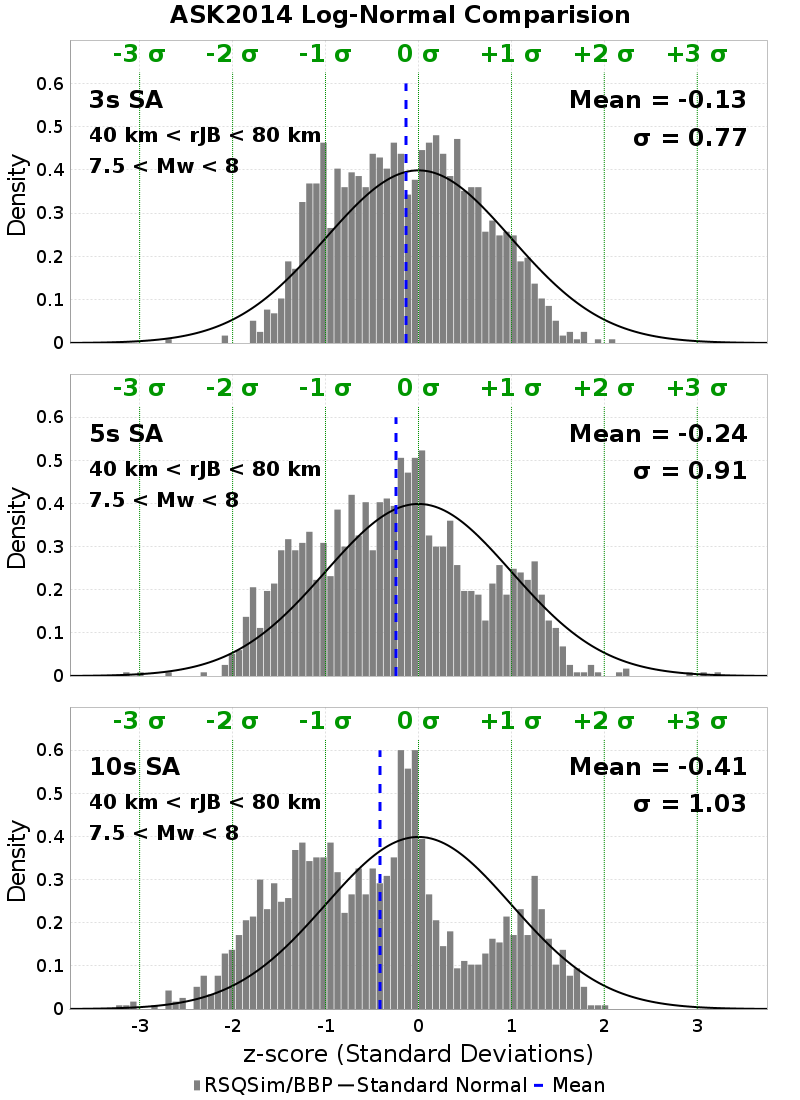 ASK2014 Log-Normal Comparision
-3 σ -2 σ -1 σ 0 σ +1 σ +2 σ +3 σ
0.6
3s SA Mean = -0.13
0.5
40 km < rJB < 80 km σ = 0.77
7.5 < Mw < 8
0.4
0.3
0.2
0.1
0
Density
-3 σ -2 σ -1 σ 0 σ +1 σ +2 σ +3 σ
0.6
5s SA Mean = -0.24
0.5
40 km < rJB < 80 km σ = 0.91
7.5 < Mw < 8
0.4
0.3
0.2
0.1
0
Density
-3 σ -2 σ -1 σ 0 σ +1 σ +2 σ +3 σ
0.6
10s SA Mean = -0.41
0.5
40 km < rJB < 80 km σ = 1.03
7.5 < Mw < 8
0.4
0.3
0.2
0.1
0
Density
-3 -2 -1 0 1 2 3
z-score (Standard Deviations)
RSQSim/BBP Standard Normal Mean